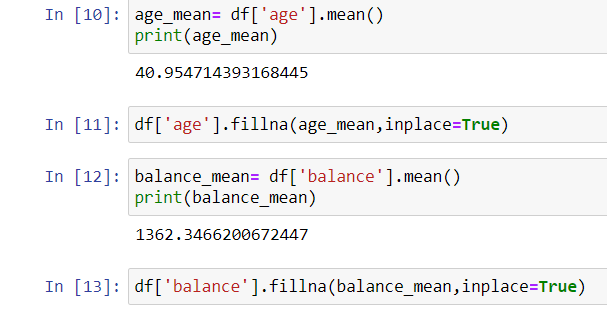 In [10]: age_mean= df['age'].mean()
print(age_mean)
40.954714393168445
In [11]: df['age'].fillna(age_mean,inplace=True)
In [12]: balance_mean= df['balance'].mean()
print(balance_mean)
1362.3466200672447
In [13]: df['balance'].fillna(balance_mean,inplace=True)